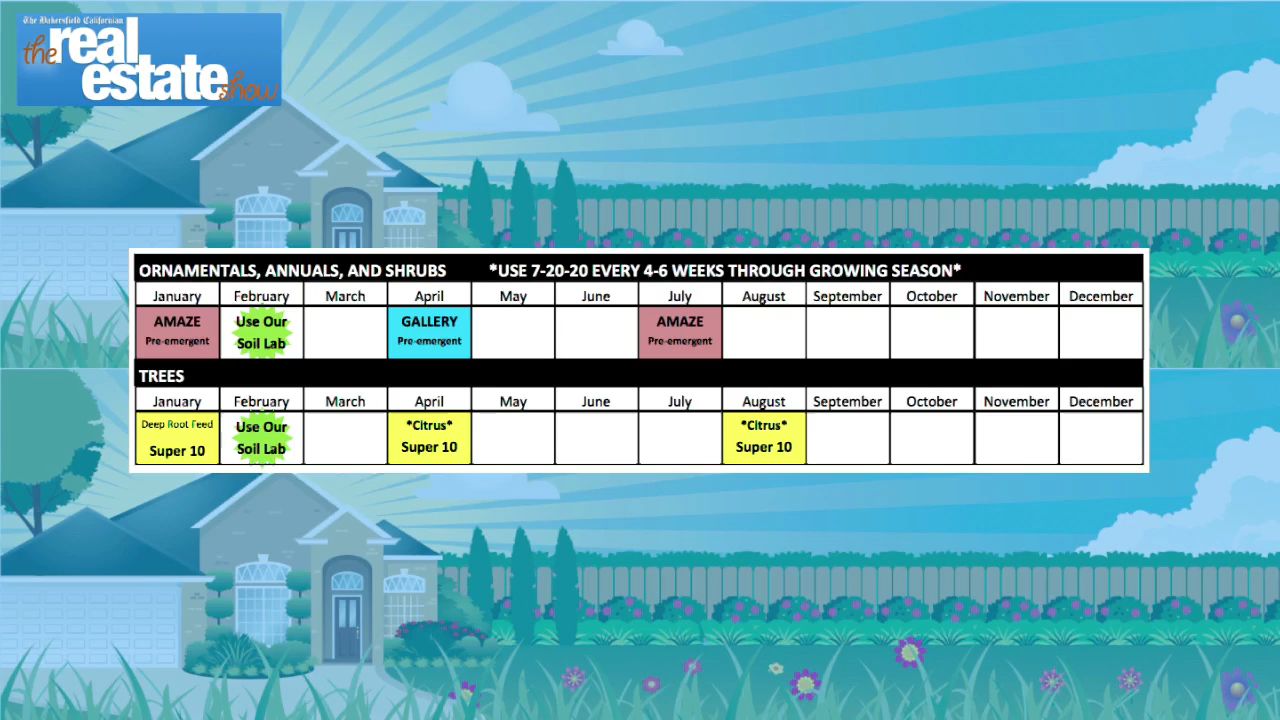 The Bakersfield Californian
the real
estate show
ORNAMENTALS, ANNUALS, AND SHRUBS *USE 7-20-20 EVERY 4-6 WEEKS THROUGH GROWING SEASON*
January February March April May June July August September October November December
AMAZE Use Our GALLERY AMAZE
Pre-emergent Soil Lab Pre-emergent Pre-emergent
TREES
January February March April May June July August September October November December
Deep Root Feed Use Our *Citrus* *Citrus*
Super 10 Soil Lab Super 10 Super 10